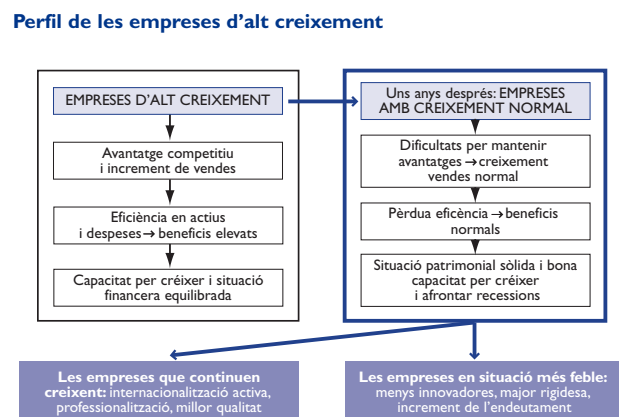 Perfil de les empreses d'alt creixement
EMPRESES D'ALT CREIXEMENT
Avantatge competitiu
i increment de vendes
Eficiència en actius
i despeses → beneficis elevats
Capacitat per créixer i situació
financera equilibrada
Uns anys després: EMPRESES
AMB CREIXEMENT NORMAL
Dificultats per mantenir
avantatges → creixement
vendes normal
Pèrdua eficència → beneficis
normals
Situació patrimonial sòlida i bona
capacitat per créixer
i afrontar recessions
Les empreses que continuen
creixent: internacionalització activa,
professionalització, millor qualitat
Les empreses en situació més feble:
menys innovadores, major rigidesa,
increment de l'endeutament